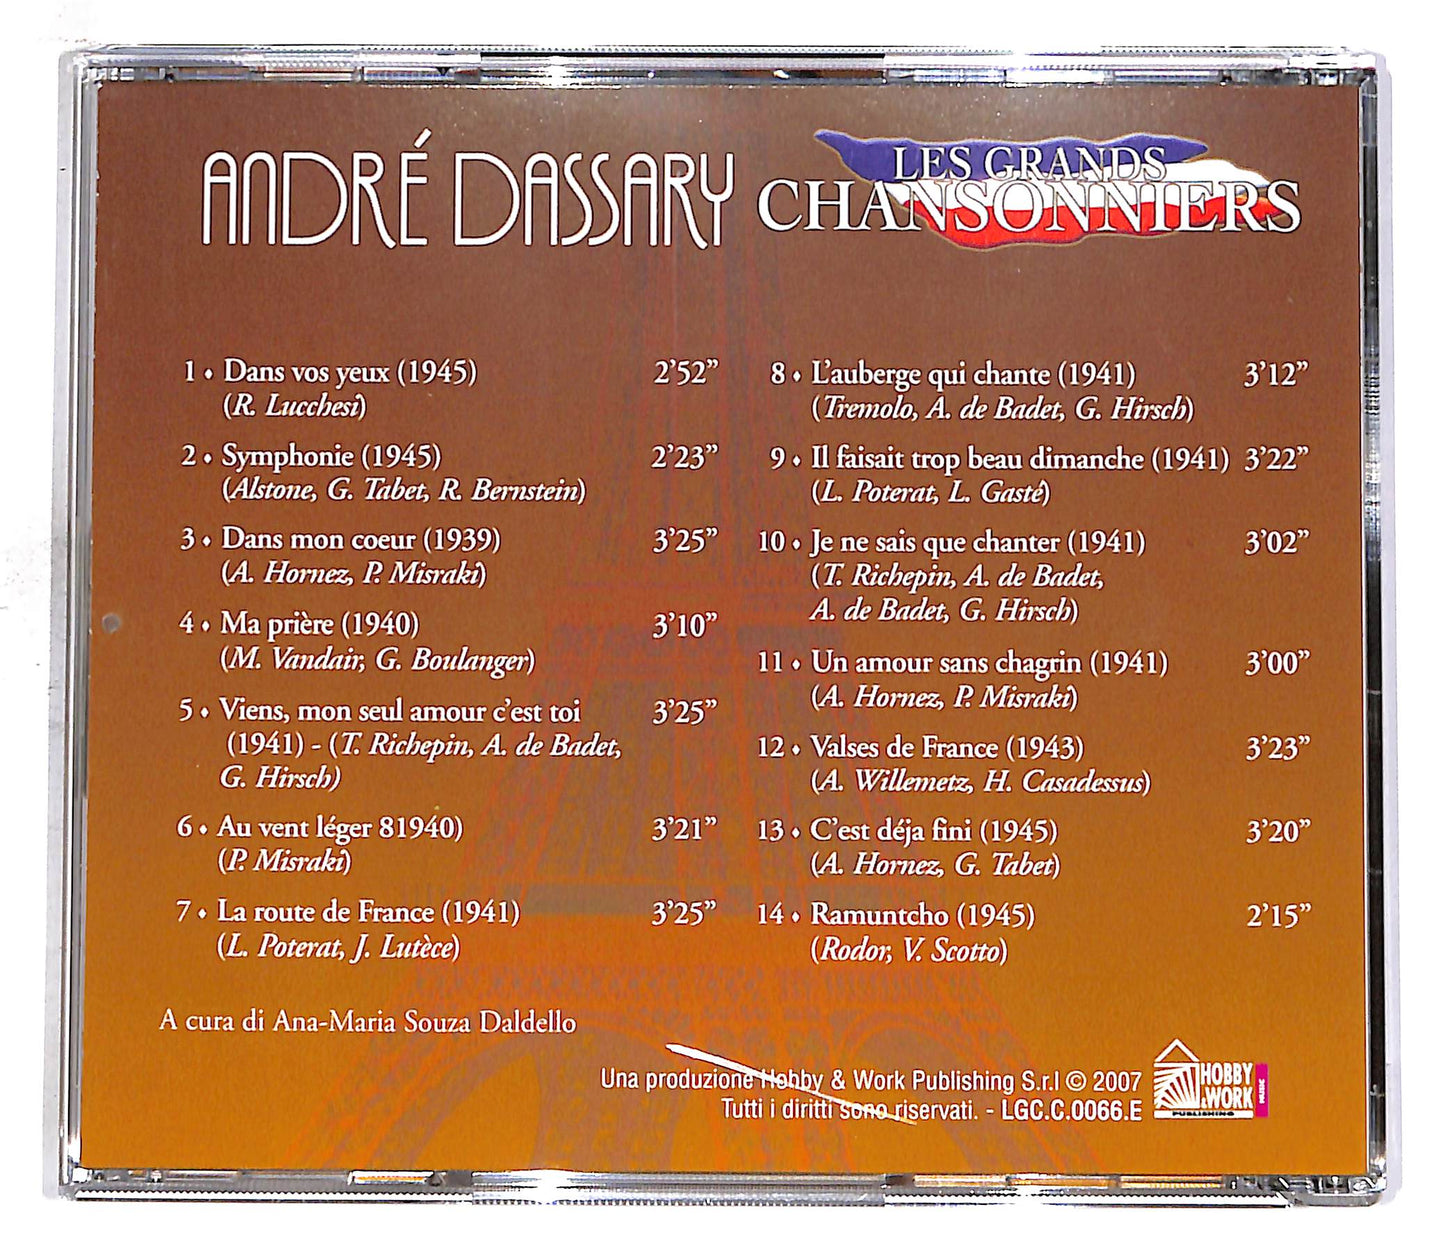 ANDRÉ DASSARY
LES GRANDS
CHANSONNIERS
1 • Dans vos yeux (1945) 2’52”
(R. Lucchesi)
2 • Symphonie (1945) 2’23”
(Alstone, G. Tabet, R. Bernstein)
3 • Dans mon coeur (1939) 3’25”
(A. Hornez, P. Misraki)
4 • Ma prière (1940) 3’10”
(M. Vandair, G. Boulanger)
5 • Viens, mon seul amour c’est toi 3’25”
(1941) - (T. Richepin, A. de Badet,
G. Hirsch)
6 • Au vent léger 81940) 3’21”
(P. Misraki)
7 • La route de France (1941) 3’25”
(L. Poterat, J. Lutèce)
8 • L’auberge qui chante (1941) 3’12”
(Tremolo, A. de Badet, G. Hirsch)
9 • Il faisait trop beau dimanche (1941) 3’22”
(L. Poterat, L. Gasté)
10 • Je ne sais que chanter (1941) 3’02”
(T. Richepin, A. de Badet,
A. de Badet, G. Hirsch)
11 • Un amour sans chagrin (1941) 3’00”
(A. Hornez, P. Misraki)
12 • Valses de France (1943) 3’23”
(A. Willemetz, H. Casadessus)
13 • C’est déja fini (1945) 3’20”
(A. Hornez, G. Tabet)
14 • Ramuntcho (1945) 2’15”
(Rodor, V. Scotto)
A cura di Ana-Maria Souza Daldello
Una produzione Hobby & Work Publishing S.r.l © 2007
Tutti i diritti sono riservati. - LGC.C.0066.E
HOBBY
& WORK
PUBLISHING
MUSIC